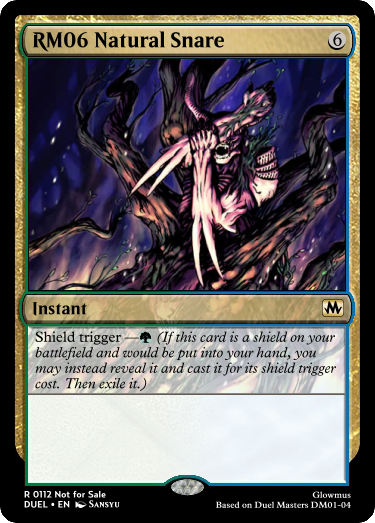 RM06 Natural Snare 6
Instant
Shield trigger — (If this card is a shield on your
battlefield and would be put into your hand, you
may instead reveal it and cast it for its shield trigger
cost. Then exile it.)
R 0112 Not for Sale
DUEL • EN Sansyu
Glowmus
Based on Duel Masters DM01-04